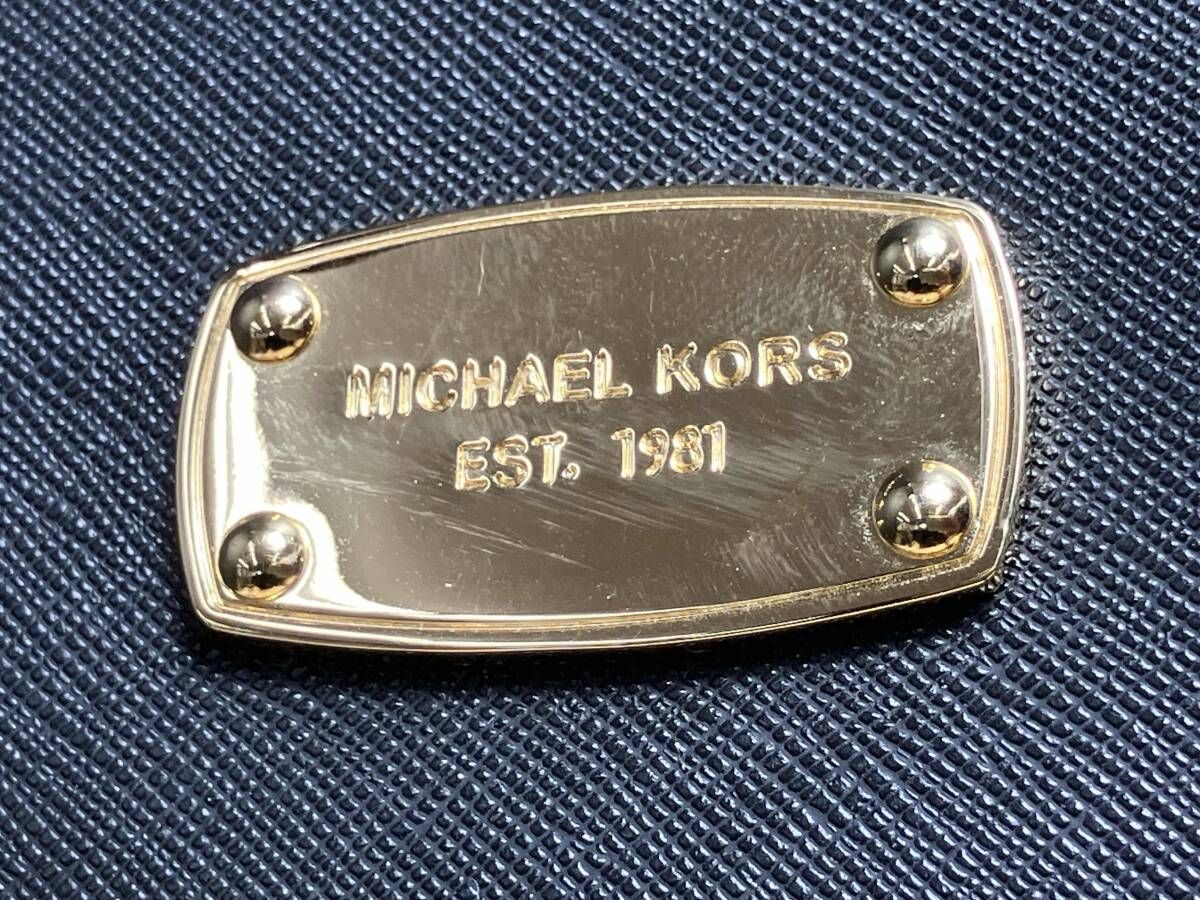 MICHAEL KORS
EST. 1981